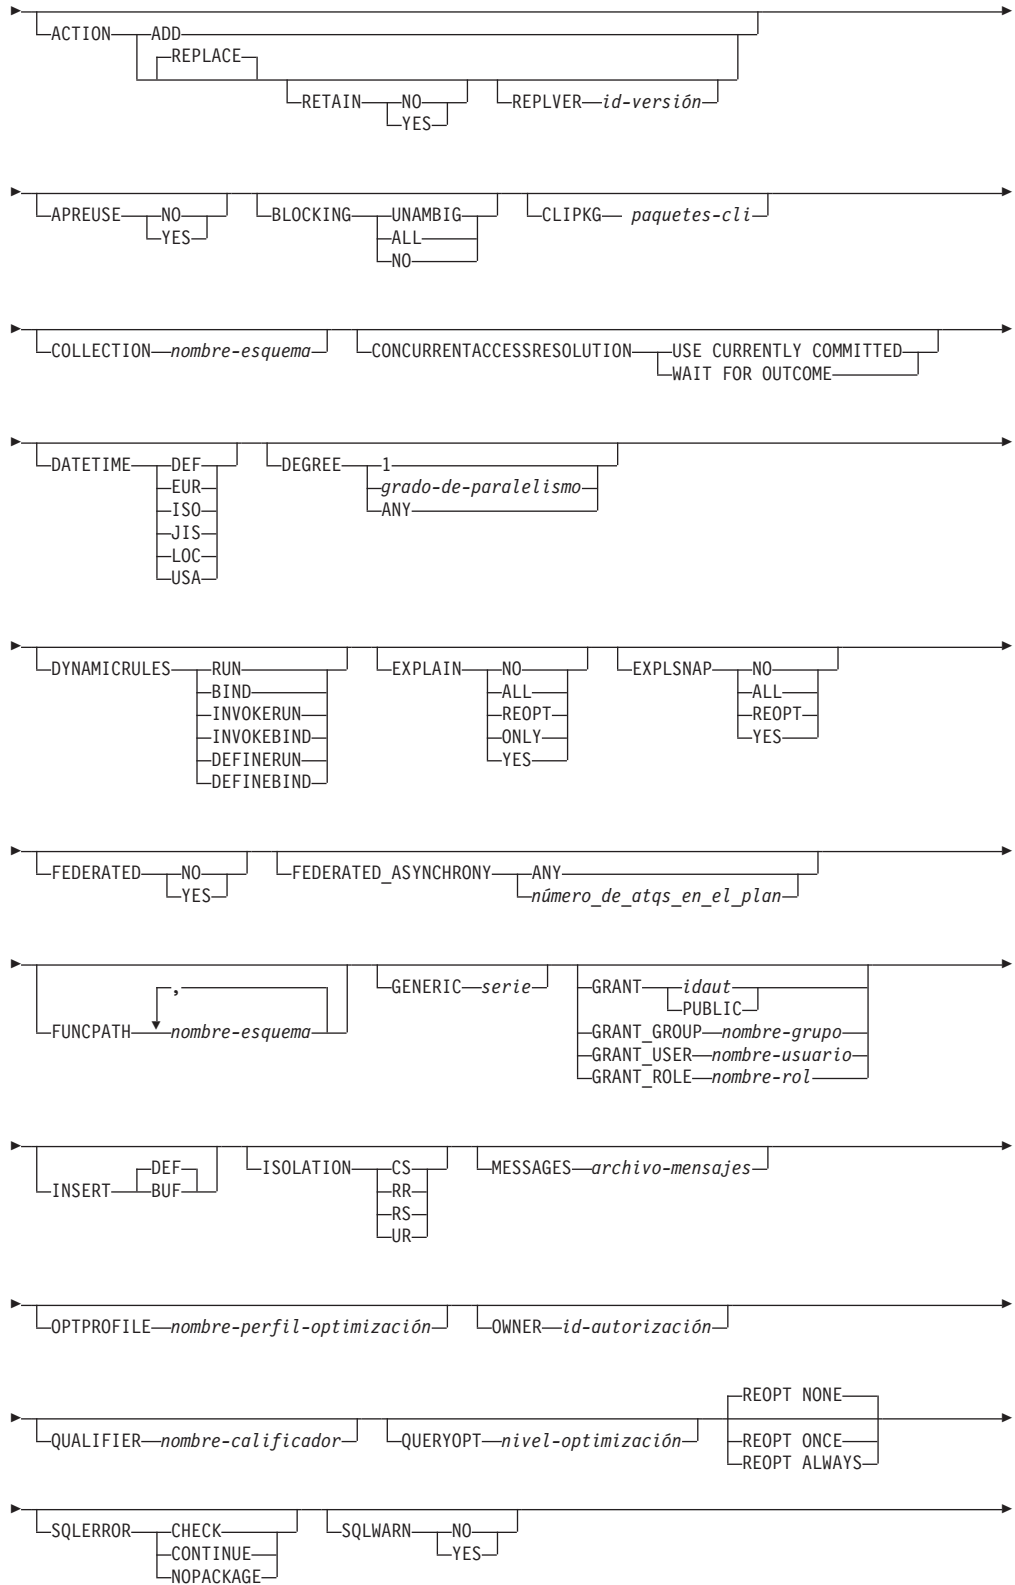 ACTION ADD
REPLACE
RETAIN NO REPLVER id-versión
YES
APREUSE NO BLOCKING UNAMBIG CLIPKG paquetes-cli
YES ALL
NO
COLLECTION nombre-esquema CONCURRENTACCESSRESOLUTION USE CURRENTLY COMMITTED
WAIT FOR OUTCOME
DATETIME DEF DEGREE 1
EUR grado-de-paralelismo
ISO ANY
JIS
LOC
USA
DYNAMICRULES RUN EXPLAIN NO EXPLSNAP NO
BIND ALL ALL
INVOKERUN REOPT REOPT
INVOKEBIND ONLY YES
DEFINERUN YES
DEFINEBIND
FEDERATED NO FEDERATED_ASYNCHRONY ANY
YES número_de_atqs_en_el_plan
, GENERIC serie GRANT idaut
PUBLIC
FUNCPATH nombre-esquema GRANT_GROUP nombre-grupo
GRANT_USER nombre-usuario
GRANT_ROLE nombre-rol
DEF ISOLATION CS MESSAGES archivo-mensajes
INSERT BUF RR
RS
UR
OPTPROFILE nombre-perfil-optimización OWNER id-autorización
REOPT NONE
QUALIFIER nombre-calificador QUERYOPT nivel-optimización REOPT ONCE
REOPT ALWAYS
SQLERROR CHECK SQLWARN NO
CONTINUE YES
NOPACKAGE